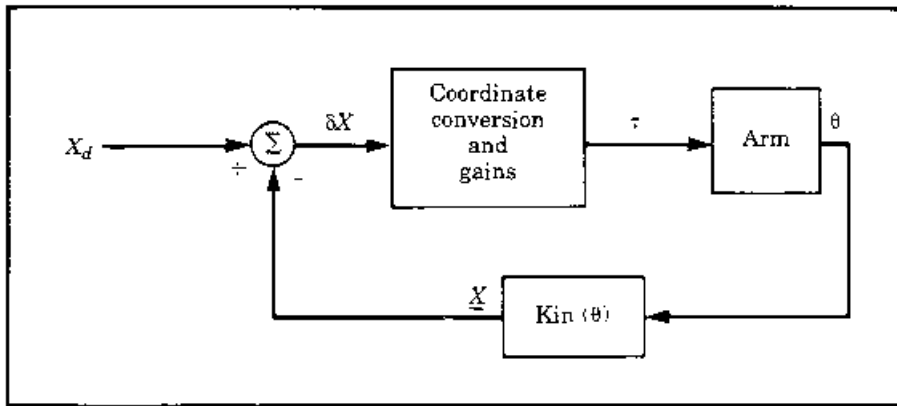 Coordinate
conversion
and
gains
δX
τ
Arm
θ
X_d
Σ
+
-
X
Kin (θ)